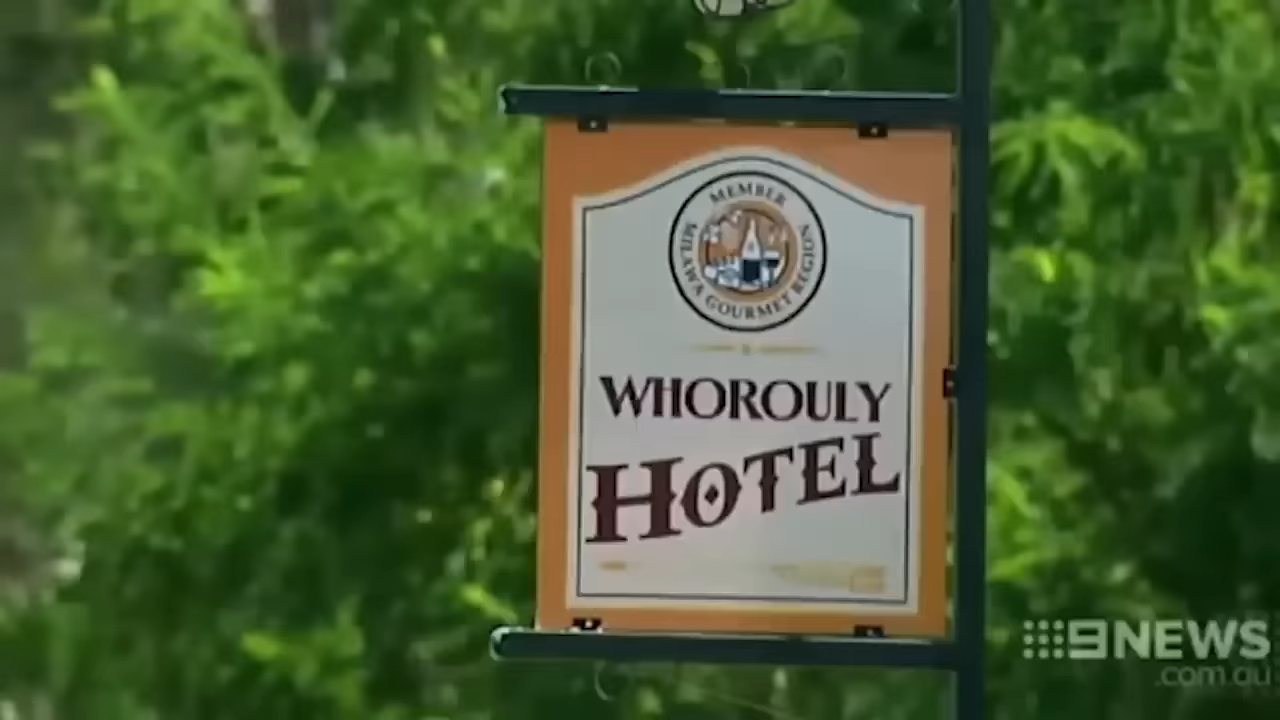 MEMBER
MILAWA GOURMET REGION
WHOROULY
HOTEL
9NEWS
.com.au